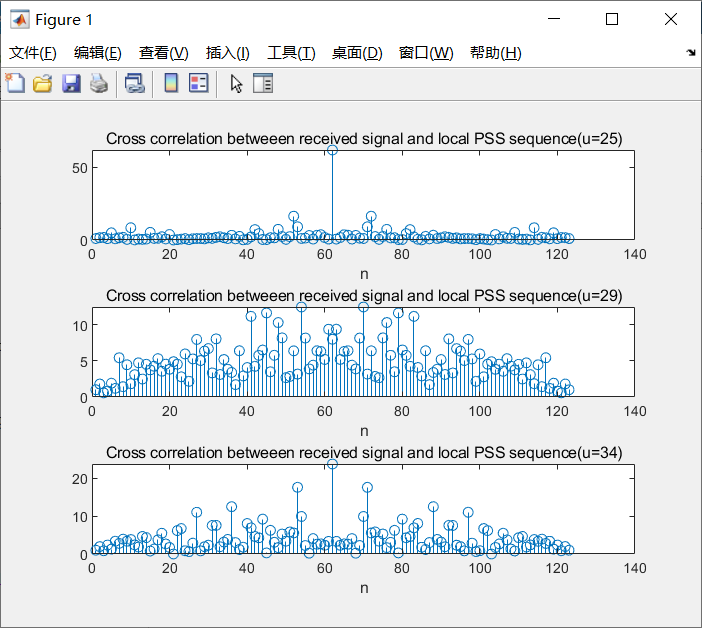 Figure 1
文件(F) 编辑(E) 查看(V) 插入(I) 工具(T) 桌面(D) 窗口(W) 帮助(H)
Cross correlation betweeen received signal and local PSS sequence(u=25)
50
0
0 20 40 60 80 100 120 140
n
Cross correlation betweeen received signal and local PSS sequence(u=29)
10
5
0
0 20 40 60 80 100 120 140
n
Cross correlation betweeen received signal and local PSS sequence(u=34)
20
10
0
0 20 40 60 80 100 120 140
n